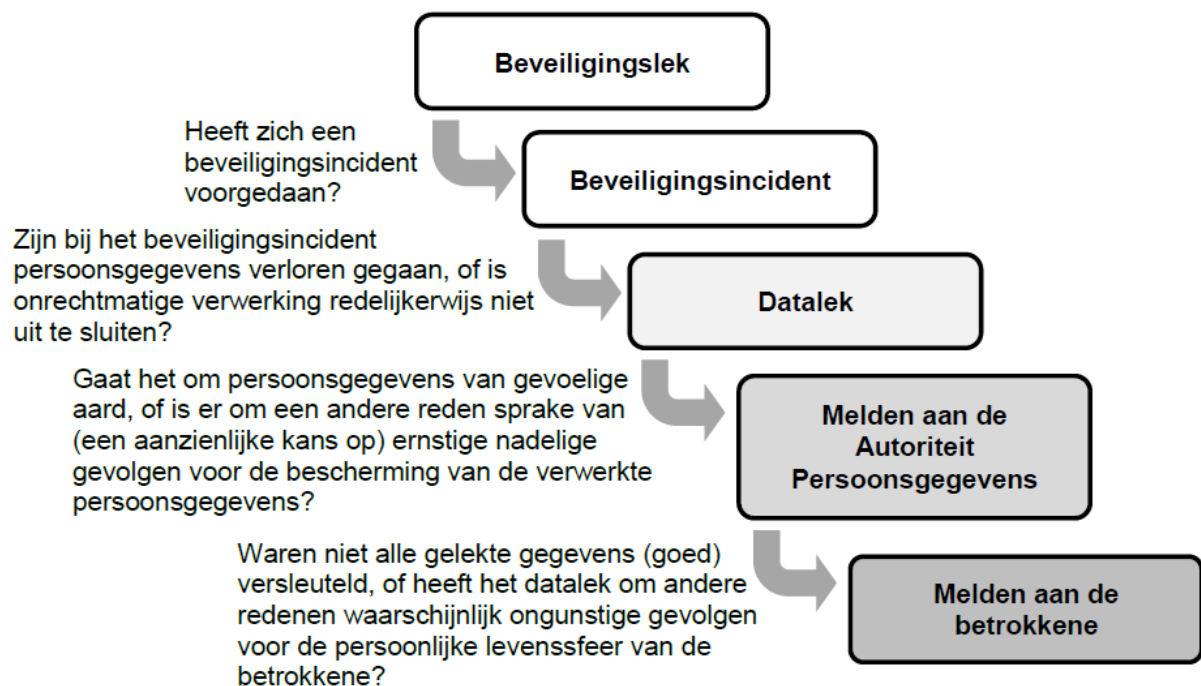 Beveiligingslek
Heeft zich een
beveiligingsincident
voorgedaan?
Beveiligingsincident
Zijn bij het beveiligingsincident
persoonsgegevens verloren gegaan, of is
onrechtmatige verwerking redelijkerwijs niet
uit te sluiten?
Datalek
Gaat het om persoonsgegevens van gevoelige
aard, of is er om een andere reden sprake van
(een aanzienlijke kans op) ernstige nadelige
gevolgen voor de bescherming van de verwerkte
persoonsgegevens?
Melden aan de
Autoriteit
Persoonsgegevens
Waren niet alle gelekte gegevens (goed)
versleuteld, of heeft het datalek om andere
redenen waarschijnlijk ongunstige gevolgen
voor de persoonlijke levenssfeer van de
betrokkene?
Melden aan de
betrokkene